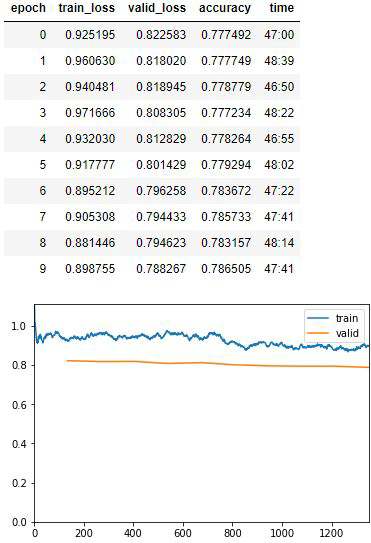 epoch train_loss valid_loss accuracy time
0 0.925195 0.822583 0.777492 47:00
1 0.960630 0.818020 0.777749 48:39
2 0.940481 0.818945 0.778779 46:50
3 0.971666 0.808305 0.777234 48:22
4 0.932030 0.812829 0.778264 46:55
5 0.917777 0.801429 0.779294 48:02
6 0.895212 0.796258 0.783672 47:22
7 0.905308 0.794433 0.785733 47:41
8 0.881446 0.794623 0.783157 48:14
9 0.898755 0.788267 0.786505 47:41
train
valid
1.0
0.8
0.6
0.4
0.2
0.0
0 200 400 600 800 1000 1200